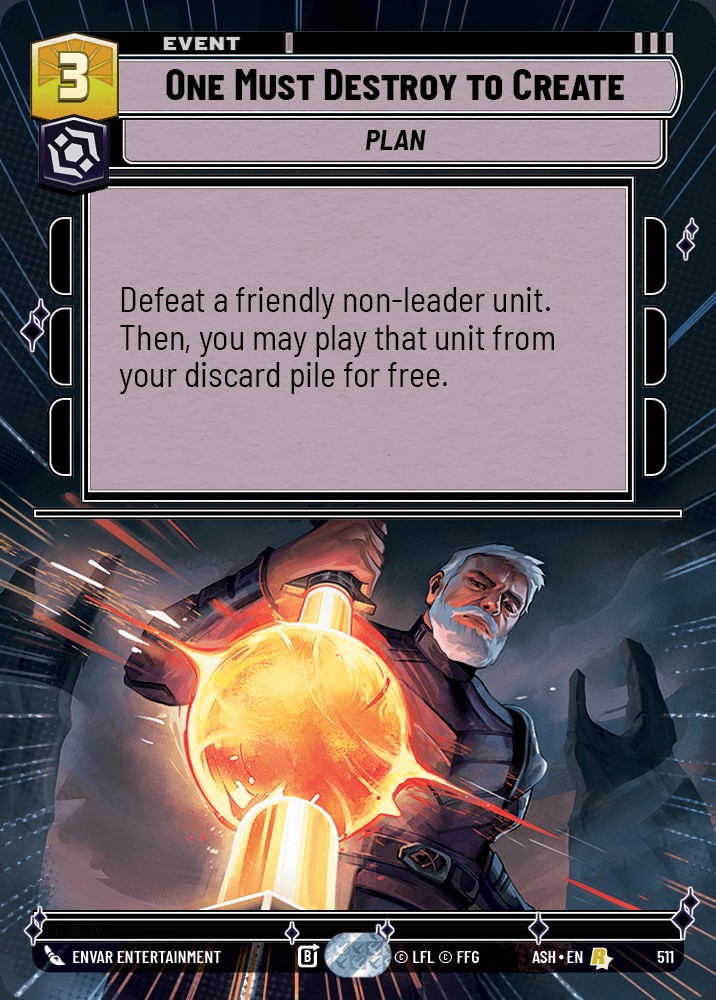 EVENT
3
One Must Destroy to Create
PLAN
Defeat a friendly non-leader unit.
Then, you may play that unit from
your discard pile for free.
ENVAR ENTERTAINMENT
B
© LFL © FFG
ASH • EN
R
511